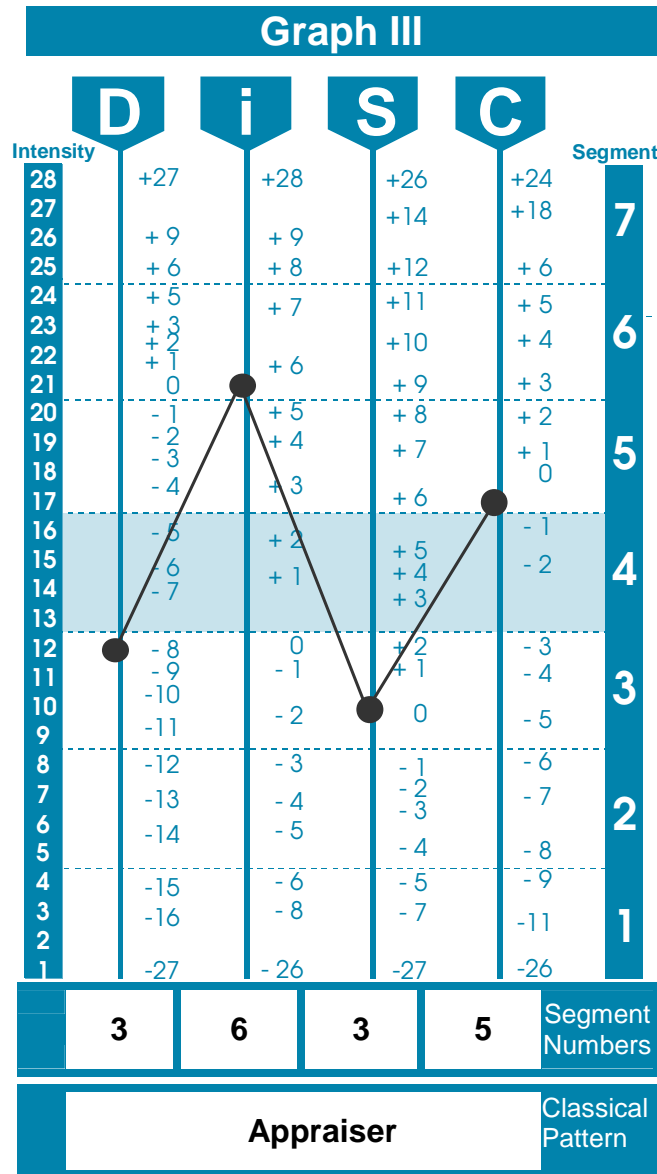 Graph III
D i S C
Intensity Segment
28 +27 +28 +26 +24
27 +14 +18 7
26 + 9 + 9
25 + 6 + 8 +12 + 6
24 + 5 + 7 +11 + 5
23 + 3 6
+ 2 +10 + 4
22 + 1 + 6
21 0 + 9 + 3
20 - 1 + 5 + 8 + 2
19 - 2 + 4 + 7 + 1 5
18 - 3 0
17 - 4 + 3 + 6
16 - 5 + 2 - 1
15 - 6 + 5 - 2 4
14 - 7 + 1 + 4
13 + 3
12 - 8 0 + 2 - 3
11 - 9 - 1 + 1 - 4 3
10 -10 - 2 0 - 5
9 -11
8 -12 - 3 - 1 - 6
7 -13 - 4 - 2 - 7 2
6 -14 - 5 - 3
5 - 4 - 8
4 -15 - 6 - 5 - 9
3 -16 - 8 - 7 -11 1
2
1 -27 - 26 -27 -26
3 6 3 5 Segment
Numbers
Appraiser Classical
Pattern